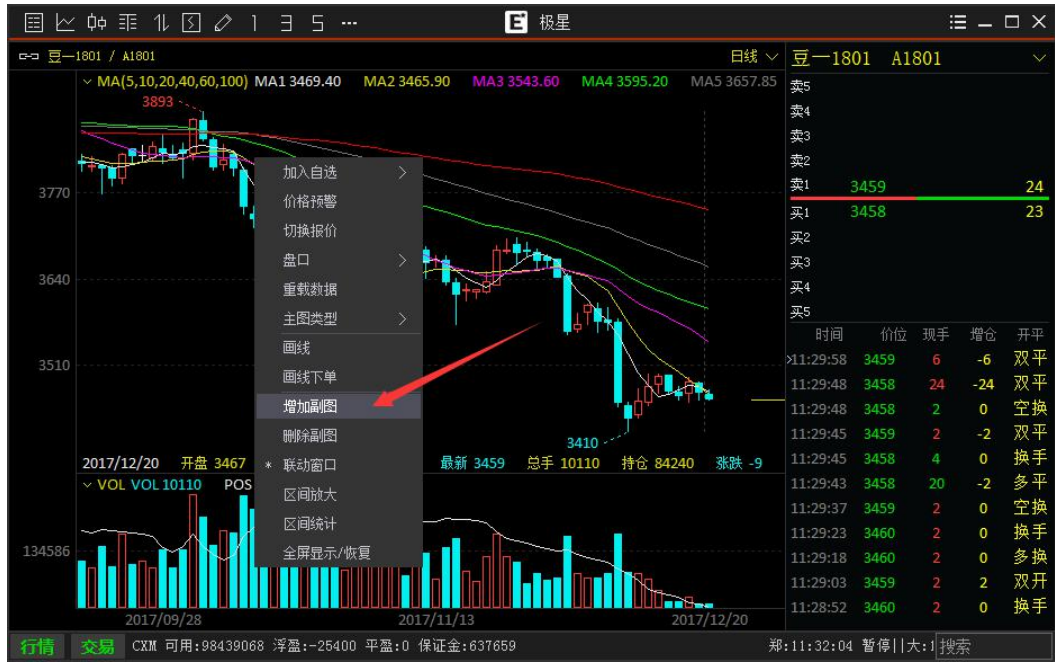 1 3 5 ... 极星
豆一1801 / A1801 日线
豆一1801 A1801
MA(5,10,20,40,60,100) MA1 3469.40 MA2 3465.90 MA3 3543.60 MA4 3595.20 MA5 3657.85
3893
3770
3640
3510
3410
加入自选
价格预警
切换报价
盘口
重载数据
主图类型
画线
画线下单
增加副图
删除副图
* 联动窗口
区间放大
区间统计
全屏显示/恢复
2017/12/20 开盘 3467 最新 3459 总手 10110 持仓 84240 涨跌 -9
VOL VOL 10110 POS
134586
2017/09/28 2017/11/13 2017/12/20
卖5
卖4
卖3
卖2
卖1 3459 24
买1 3458 23
买2
买3
买4
买5
时间 价位 现手 增仓 开平
11:29:58 3459 6 -6 双平
11:29:48 3458 24 -24 双平
11:29:48 3458 2 0 空换
11:29:45 3459 2 -2 双平
11:29:45 3458 4 0 换手
11:29:43 3458 20 -2 多平
11:29:37 3459 2 0 空换
11:29:23 3460 2 0 换手
11:29:18 3460 2 0 多换
11:29:03 3459 2 2 双开
11:28:52 3460 2 0 换手
行情 交易 CXM 可用:98439068 浮盈:-25400 平盈:0 保证金:637659 郑:11:32:04 暂停||大:1 搜索